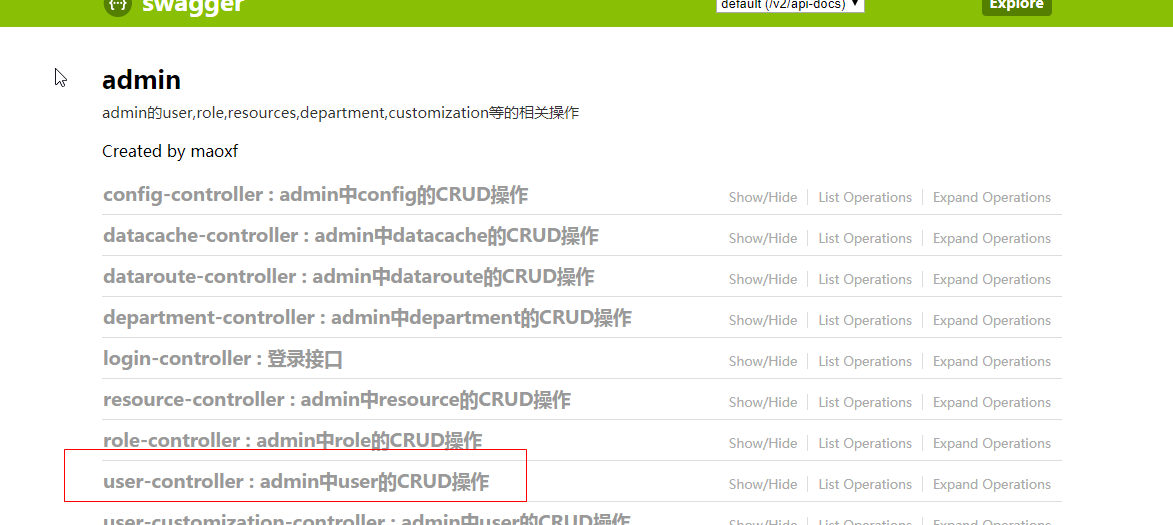 swagger
default (/v2/api-docs)
Explore
admin
admin的user,role,resources,department,customization等的相关操作
Created by maoxf
config-controller : admin中config的CRUD操作 Show/Hide List Operations Expand Operations
datacache-controller : admin中datacache的CRUD操作 Show/Hide List Operations Expand Operations
dataroute-controller : admin中dataroute的CRUD操作 Show/Hide List Operations Expand Operations
department-controller : admin中department的CRUD操作 Show/Hide List Operations Expand Operations
login-controller : 登录接口 Show/Hide List Operations Expand Operations
resource-controller : admin中resource的CRUD操作 Show/Hide List Operations Expand Operations
role-controller : admin中role的CRUD操作 Show/Hide List Operations Expand Operations
user-controller : admin中user的CRUD操作 Show/Hide List Operations Expand Operations
user-customization-controller : admin中user的CRUD操作 Show/Hide List Operations Expand Operations